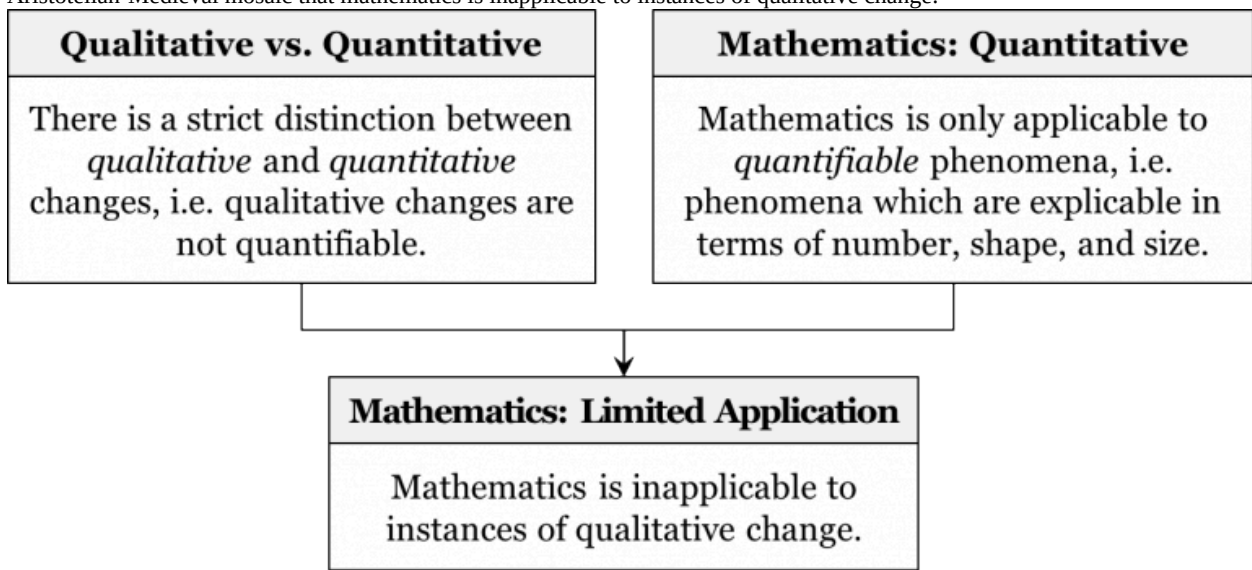 Aristotelian-Medieval mosaic that mathematics is inapplicable to instances of qualitative change.
Qualitative vs. Quantitative
There is a strict distinction between
qualitative and quantitative
changes, i.e. qualitative changes are
not quantifiable.
Mathematics: Quantitative
Mathematics is only applicable to
quantifiable phenomena, i.e.
phenomena which are explicable in
terms of number, shape, and size.
Mathematics: Limited Application
Mathematics is inapplicable to
instances of qualitative change.